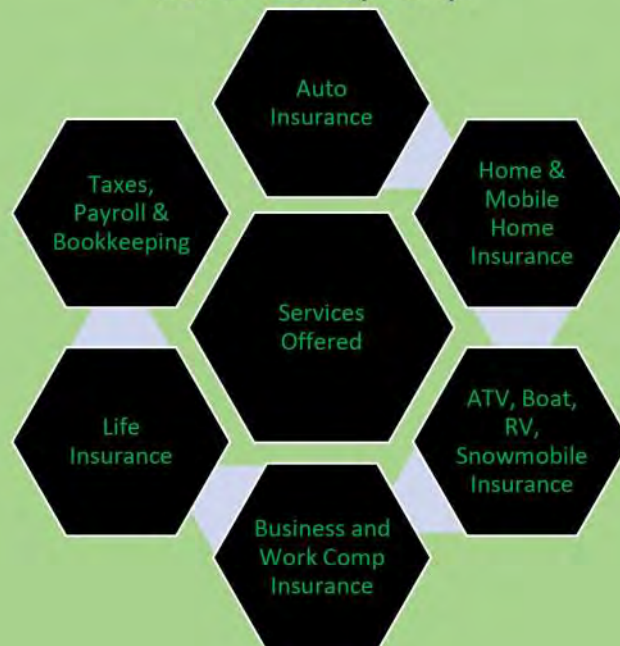 Auto
Insurance
Home &
Mobile
Home
Insurance
ATV, Boat,
RV,
Snowmobile
Insurance
Business and
Work Comp
Insurance
Life
Insurance
Taxes,
Payroll &
Bookkeeping
Services
Offered